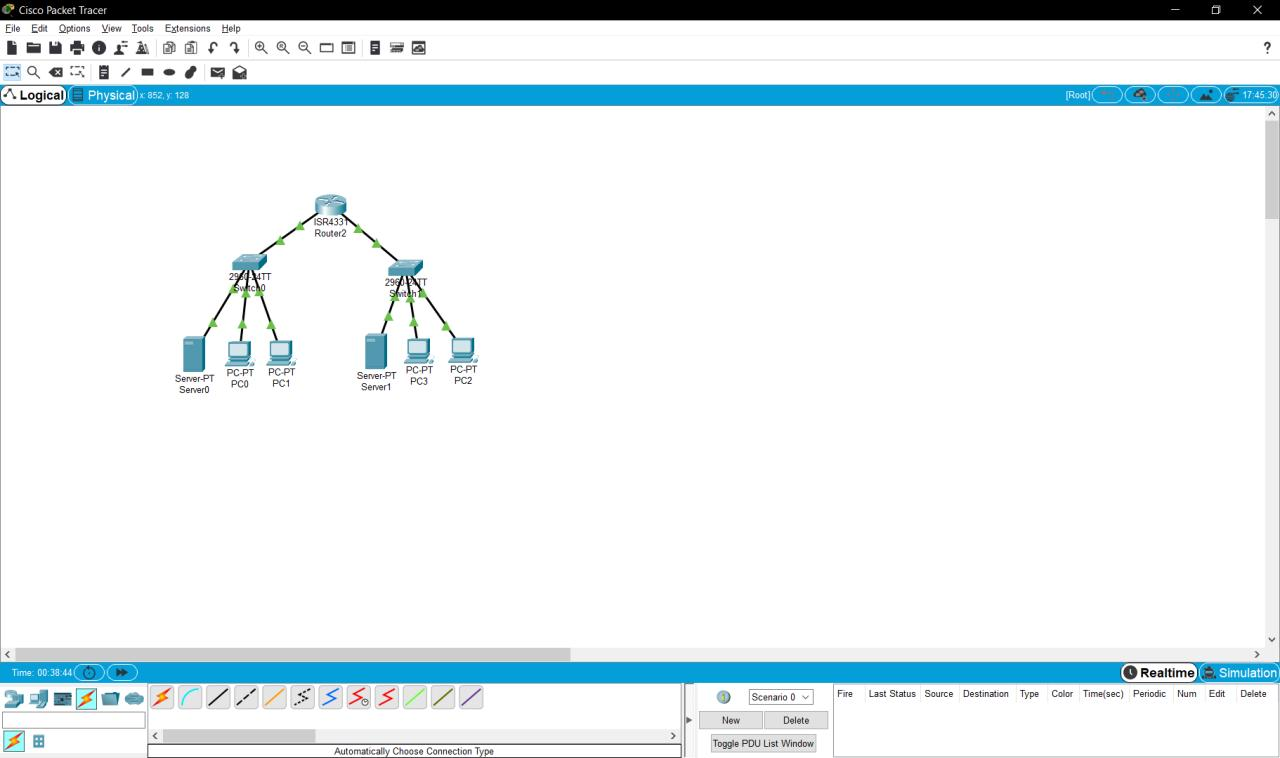 Cisco Packet Tracer
File Edit Options View Tools Extensions Help
?
Logical Physical x: 852, y: 128 [Root] 17:45:30
ISR4331
Router2
2960-24TT
Switch0
2960-24TT
Switch1
Server-PT
Server0
PC-PT
PC0
PC-PT
PC1
Server-PT
Server1
PC-PT
PC3
PC-PT
PC2
Time: 00:38:44 Realtime Simulation
Scenario 0
New Delete
Toggle PDU List Window
Fire Last Status Source Destination Type Color Time(sec) Periodic Num Edit Delete
Automatically Choose Connection Type